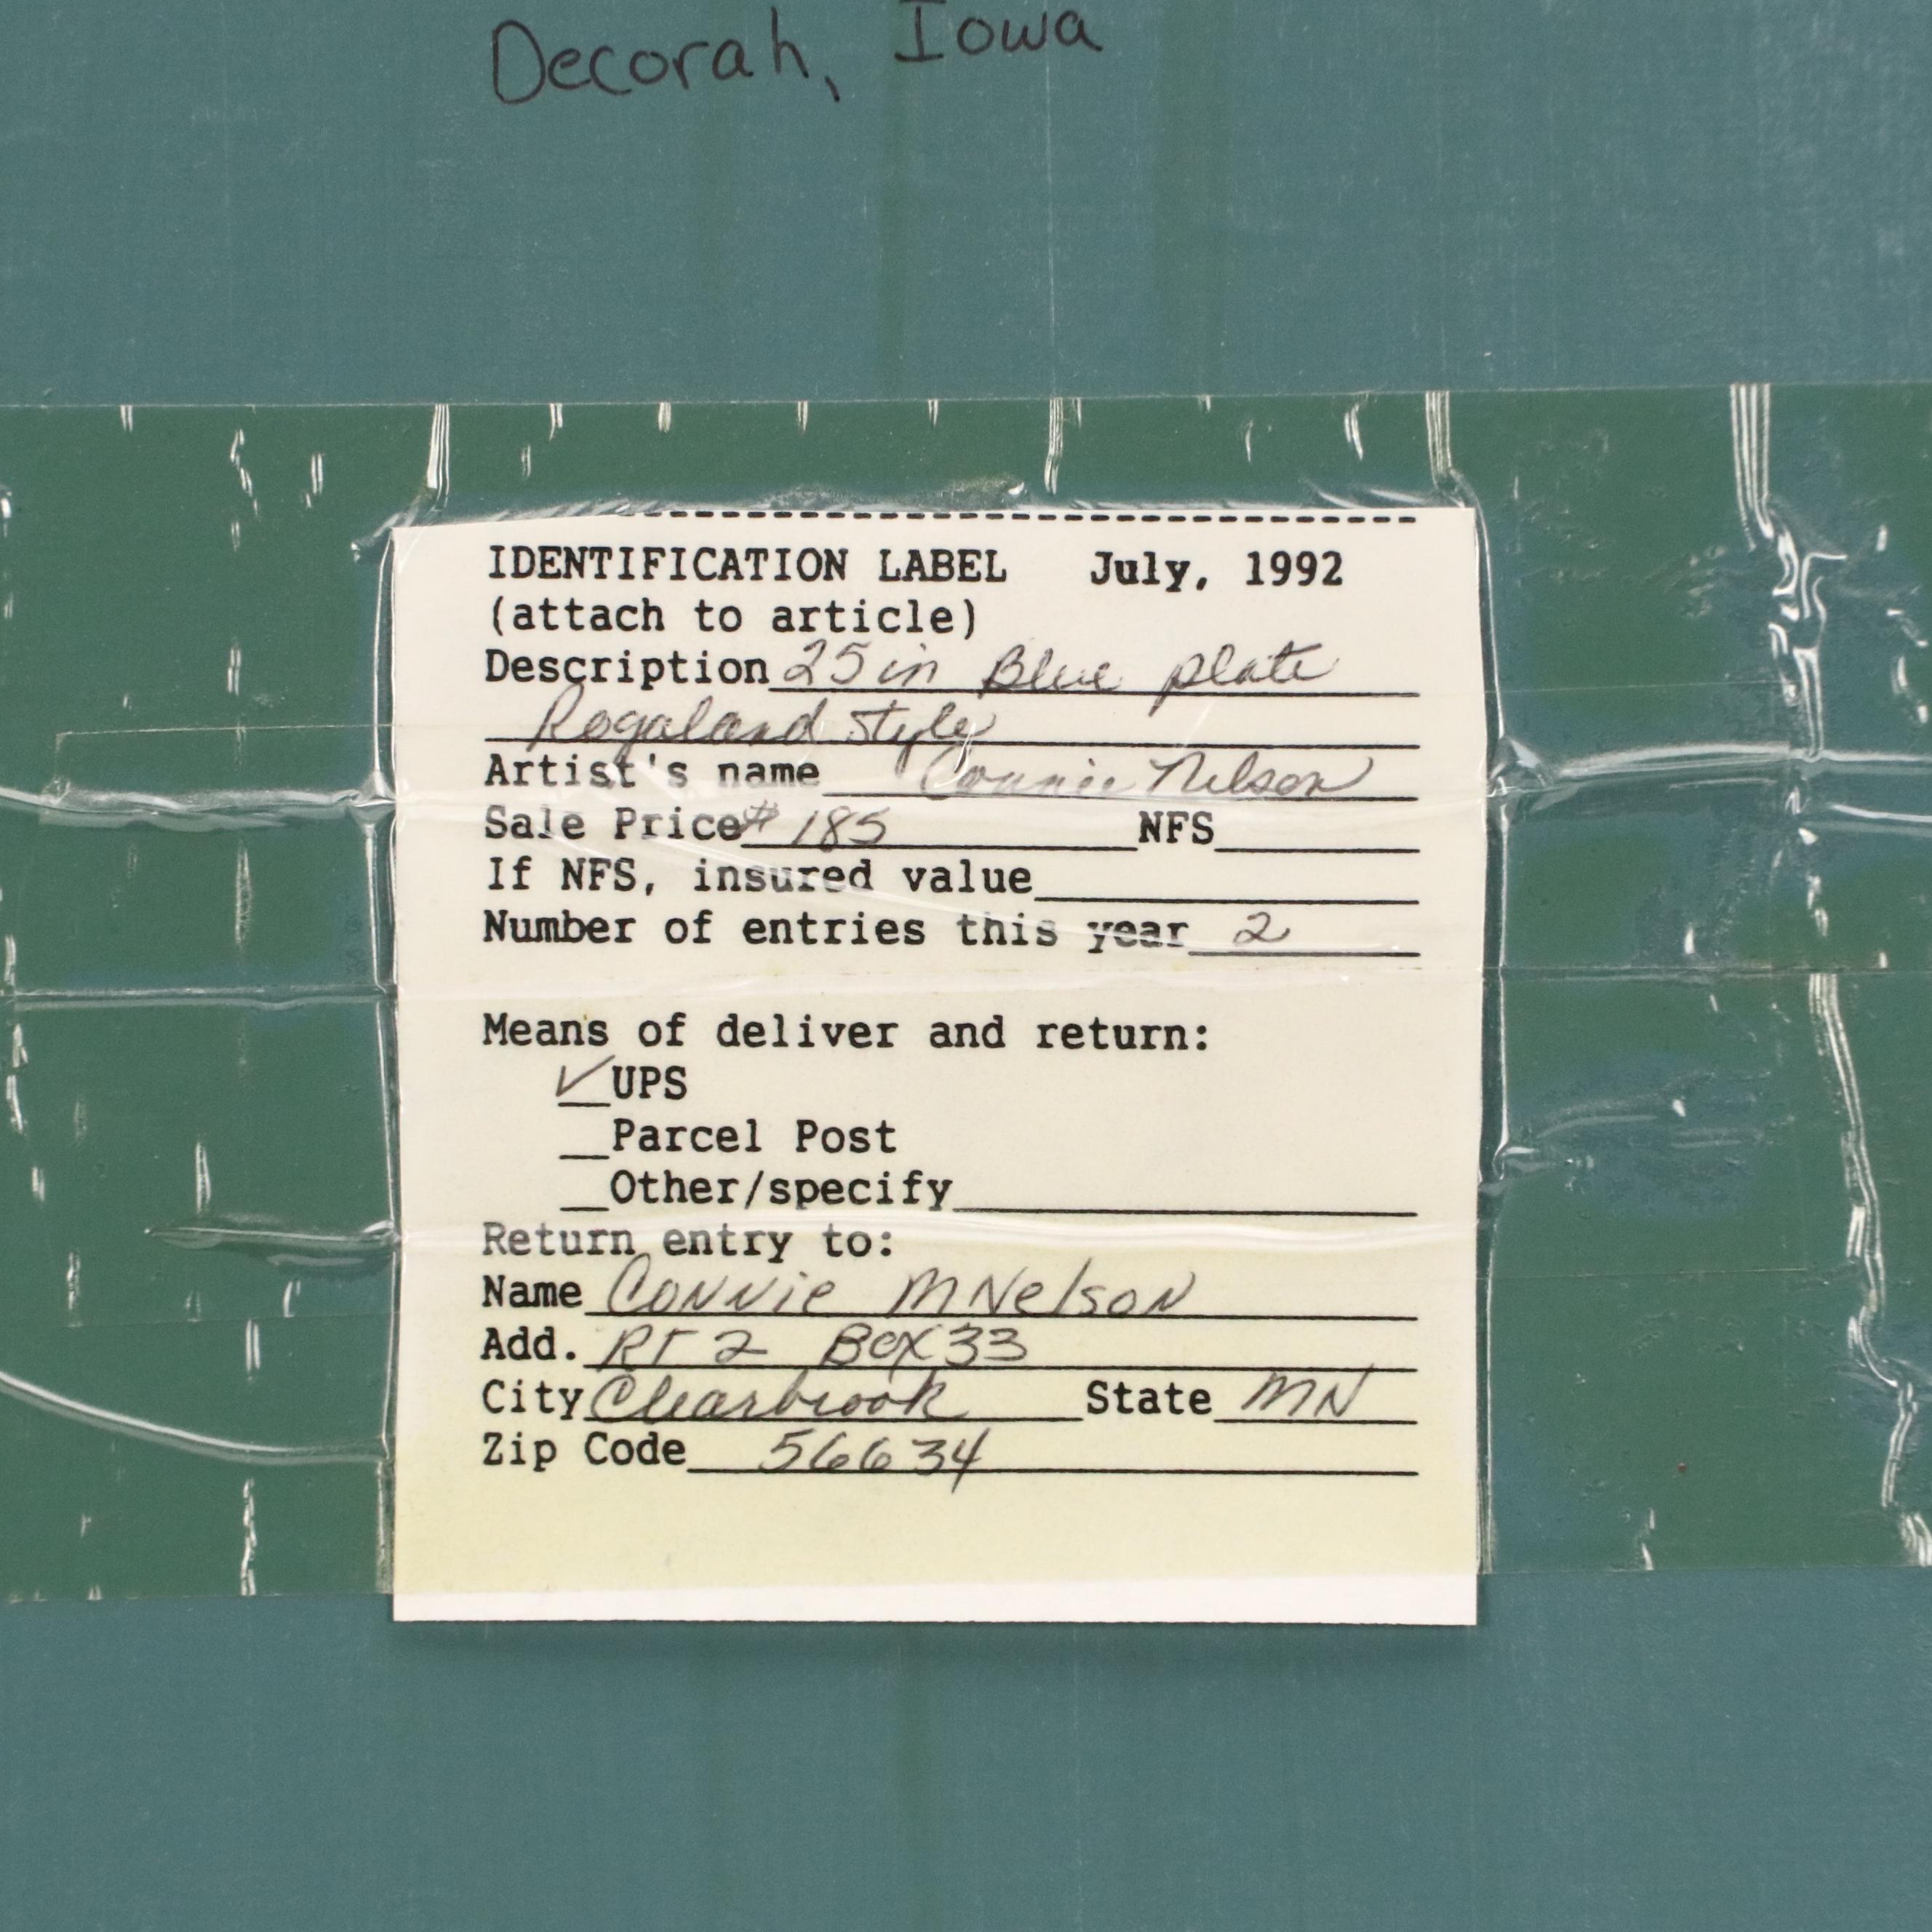 Decorah, Iowa
IDENTIFICATION LABEL July, 1992
(attach to article)
Description 25 in Blue plate
Rogaland Style
Artist's name Connie Nelson
Sale Price $185 NFS
If NFS, insured value
Number of entries this year 2
Means of deliver and return:
✓ UPS
Parcel Post
Other/specify
Return entry to:
Name Connie M Nelson
Add. RT 2 Box 33
City Clearbrook State MN
Zip Code 56634